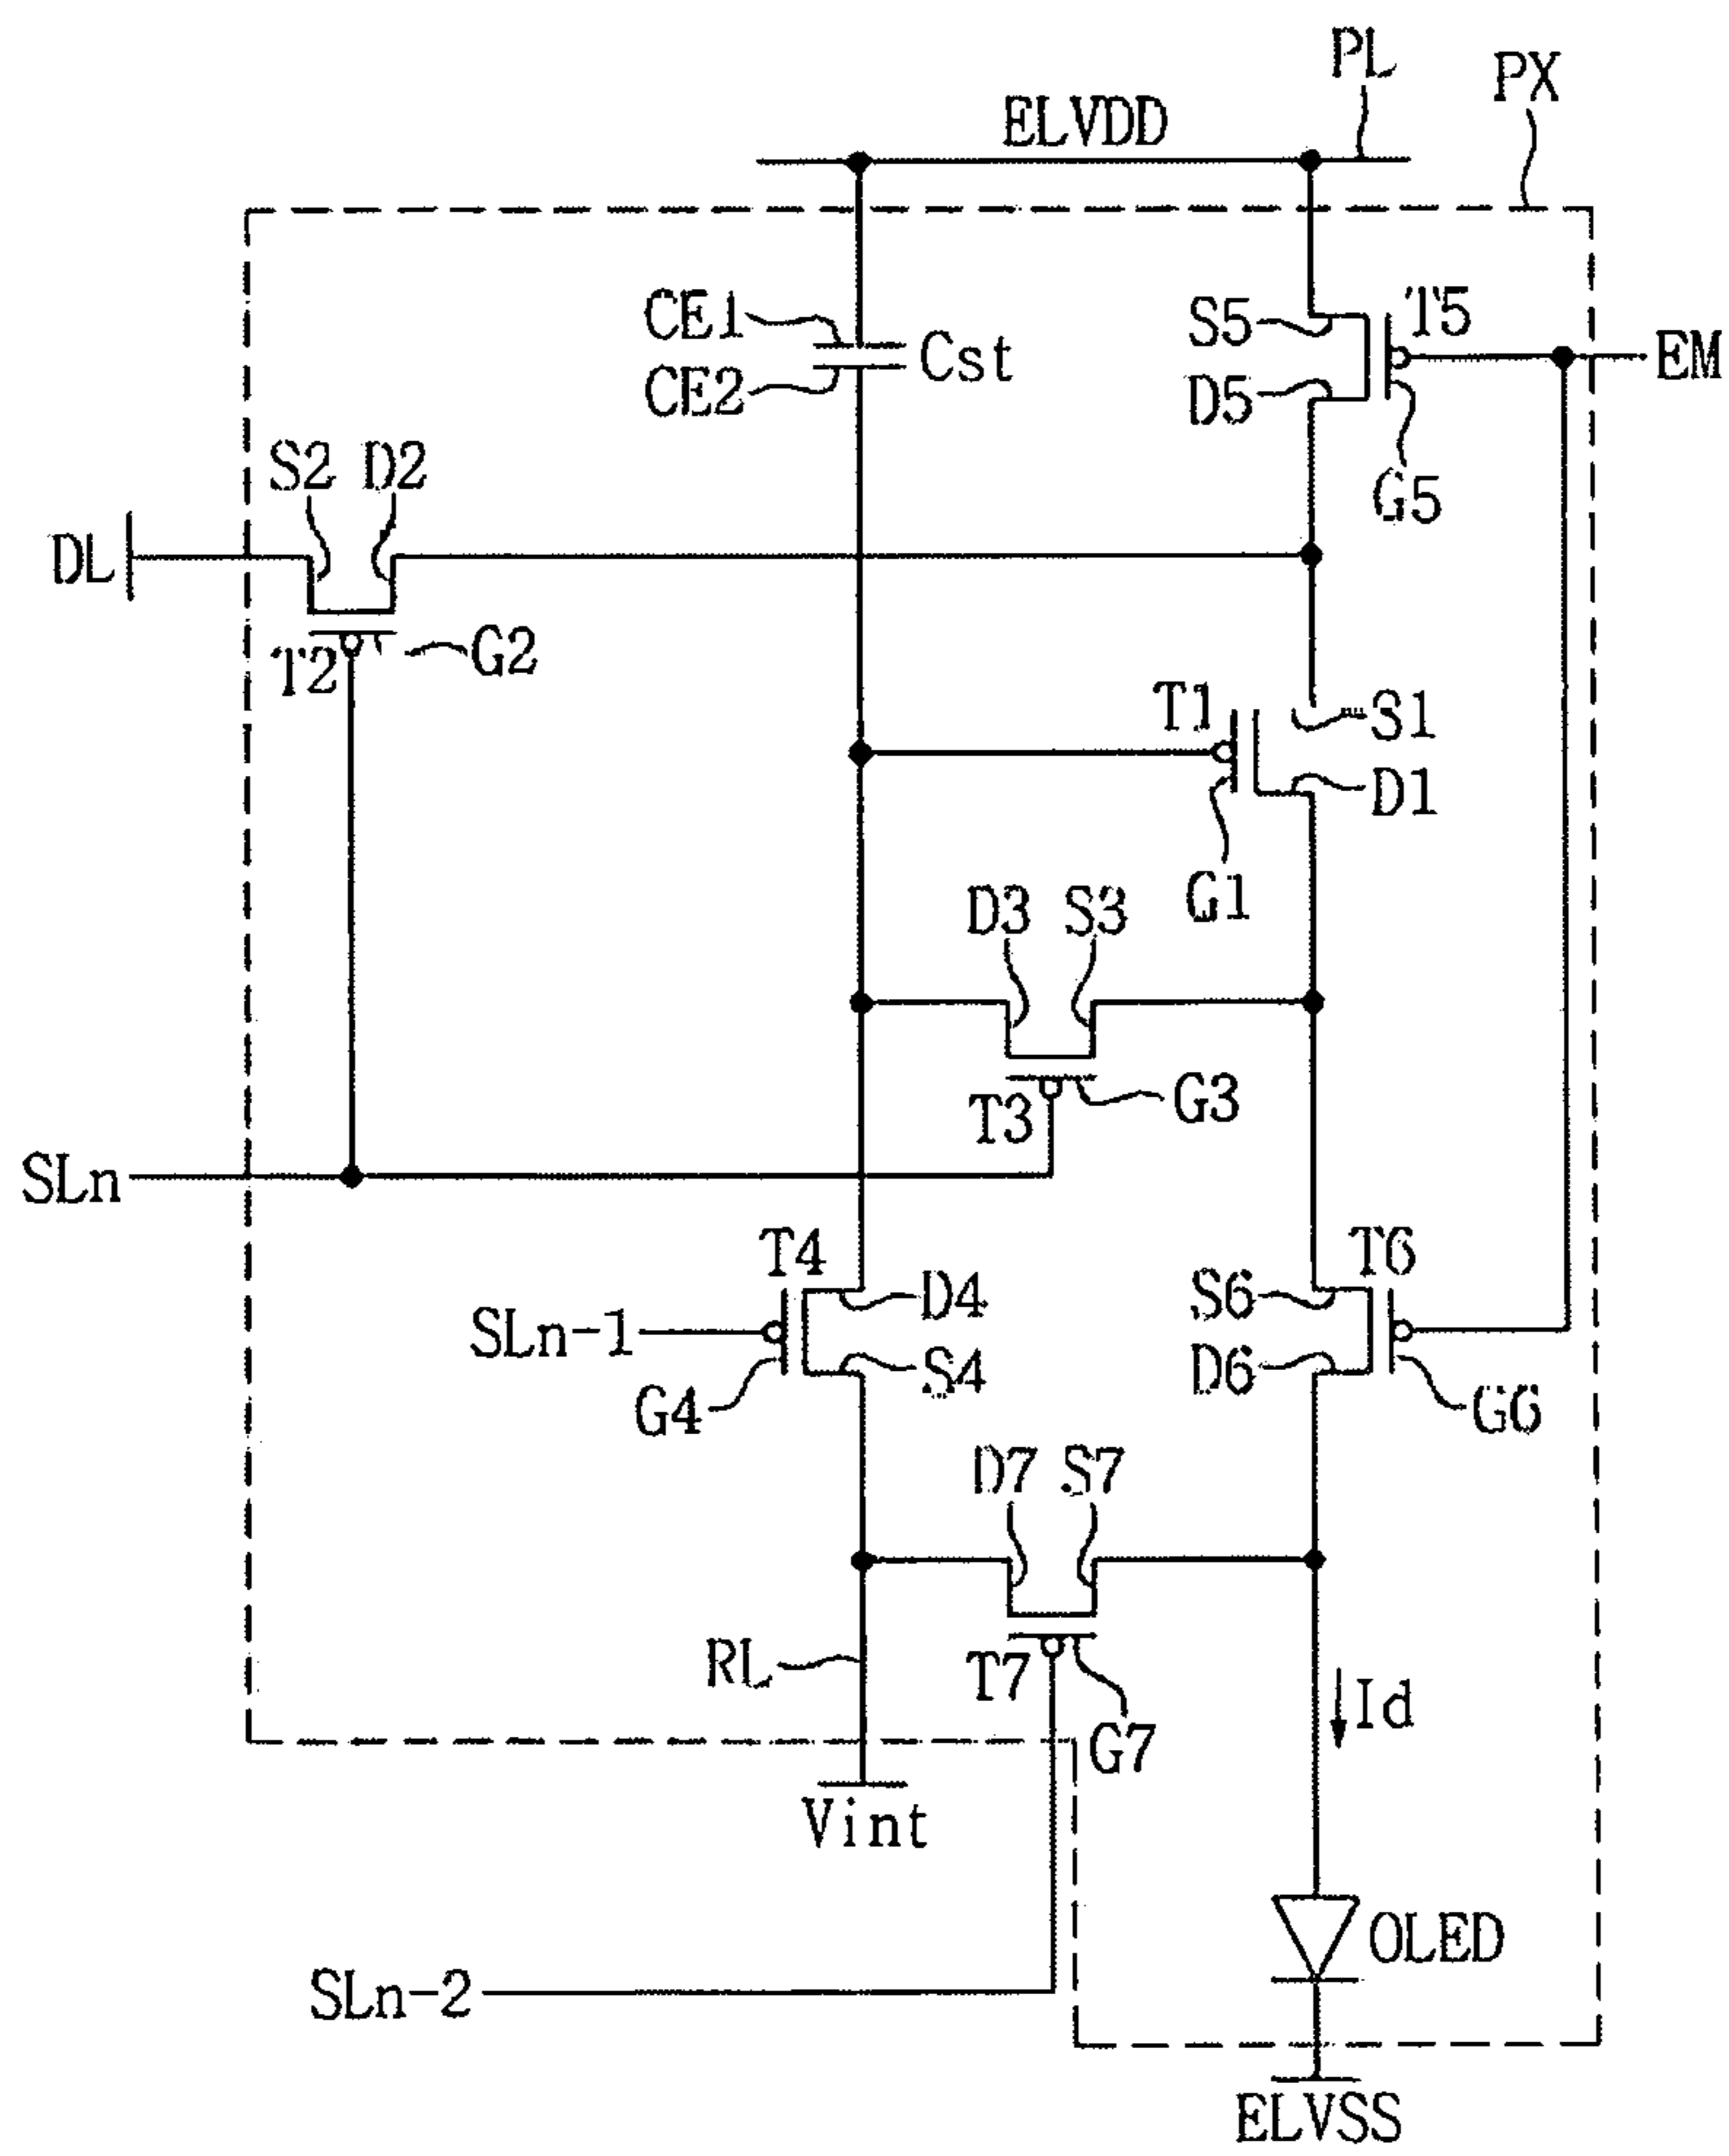 PL
PX
ELVDD
CE1
S5
T5
Cst
EM
CE2
D5
S2
D2
G5
DL
T2
G2
T1
S1
D1
G1
D3
S3
T3
G3
SLn
T4
T6
D4
S6
SLn-1
S4
D6
G4
G6
D7
S7
RL
T7
Id
G7
Vint
OLED
SLn-2
ELVSS